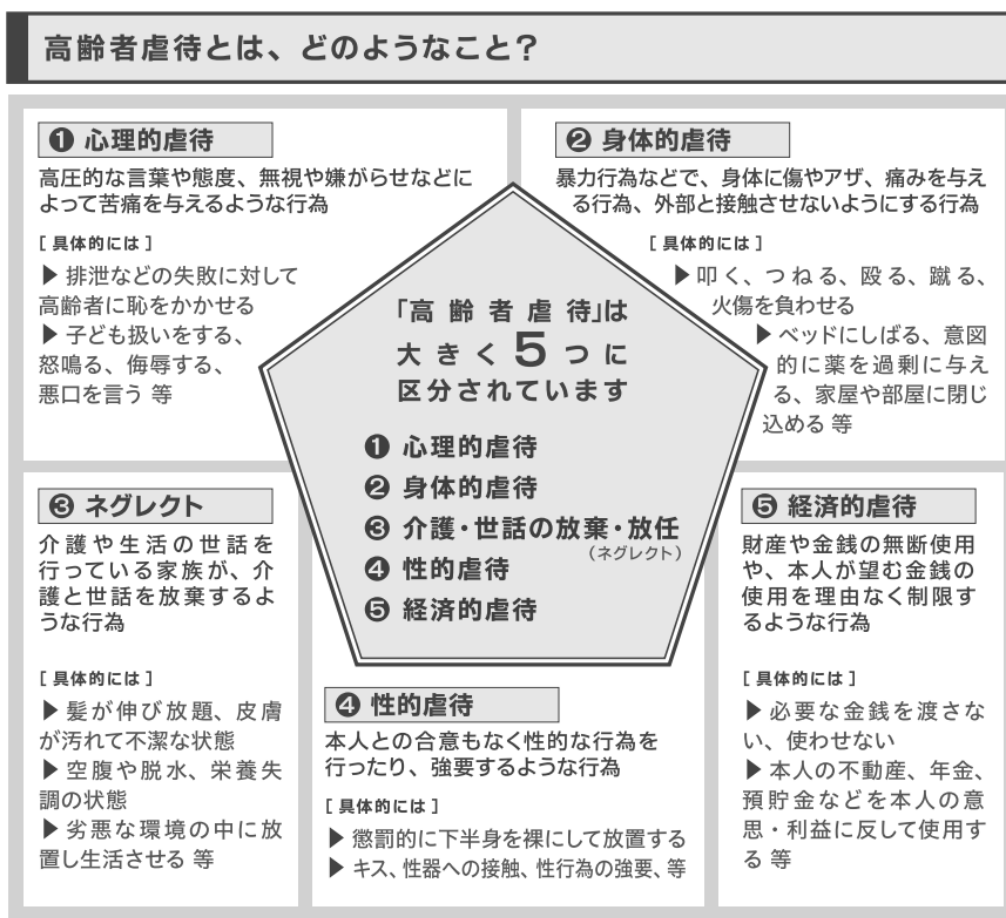 高齢者虐待とは、どのようなこと?
❶ 心理的虐待
高圧的な言葉や態度、無視や嫌がらせなどに
よって苦痛を与えるような行為
[ 具体的には ]
▶ 排泄などの失敗に対して
高齢者に恥をかかせる
▶ 子ども扱いをする、
怒鳴る、侮辱する、
悪口を言う 等
❷ 身体的虐待
暴力行為などで、身体に傷やアザ、痛みを与え
る行為、外部と接触させないようにする行為
[ 具体的には ]
▶ 叩く、つねる、殴る、蹴る、
火傷を負わせる
▶ ベッドにしばる、意図
的に薬を過剰に与え
る、家屋や部屋に閉じ
込める 等
「高齢者虐待」は
大きく5つに
区分されています
❶ 心理的虐待
❷ 身体的虐待
❸ 介護・世話の放棄・放任
(ネグレクト)
❹ 性的虐待
❺ 経済的虐待
❸ ネグレクト
介護や生活の世話を
行っている家族が、介
護と世話を放棄するよ
うな行為
[ 具体的には ]
▶ 髪が伸び放題、皮膚
が汚れて不潔な状態
▶ 空腹や脱水、栄養失
調の状態
▶ 劣悪な環境の中に放
置し生活させる 等
❹ 性的虐待
本人との合意もなく性的な行為を
行ったり、強要するような行為
[ 具体的には ]
▶ 懲罰的に下半身を裸にして放置する
▶ キス、性器への接触、性行為の強要、等
❺ 経済的虐待
財産や金銭の無断使用
や、本人が望む金銭の
使用を理由なく制限す
るような行為
[ 具体的には ]
▶ 必要な金銭を渡さな
い、使わせない
▶ 本人の不動産、年金、
預貯金などを本人の意
思・利益に反して使用す
る 等